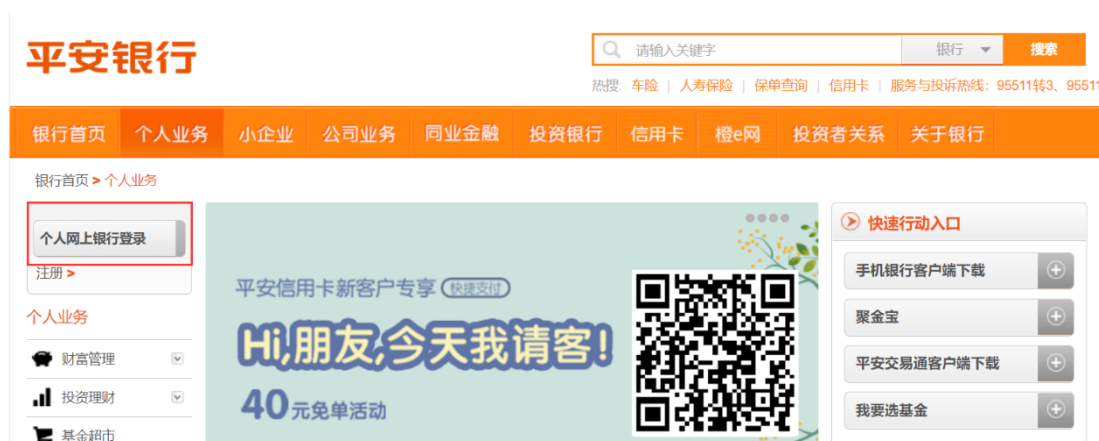 平安银行
请输入关键字
银行
搜索
热搜: 车险 | 人寿保险 | 保单查询 | 信用卡 | 服务与投诉热线：95511转3、95511
银行首页 个人业务 小企业 公司业务 同业金融 投资银行 信用卡 橙e网 投资者关系 关于银行
银行首页 > 个人业务
个人网上银行登录
注册 >
个人业务
财富管理
投资理财
基金超市
平安信用卡新客户专享 快捷支付
Hi,朋友,今天我请客!
40元免单活动
快速行动入口
手机银行客户端下载
聚金宝
平安交易通客户端下载
我要选基金